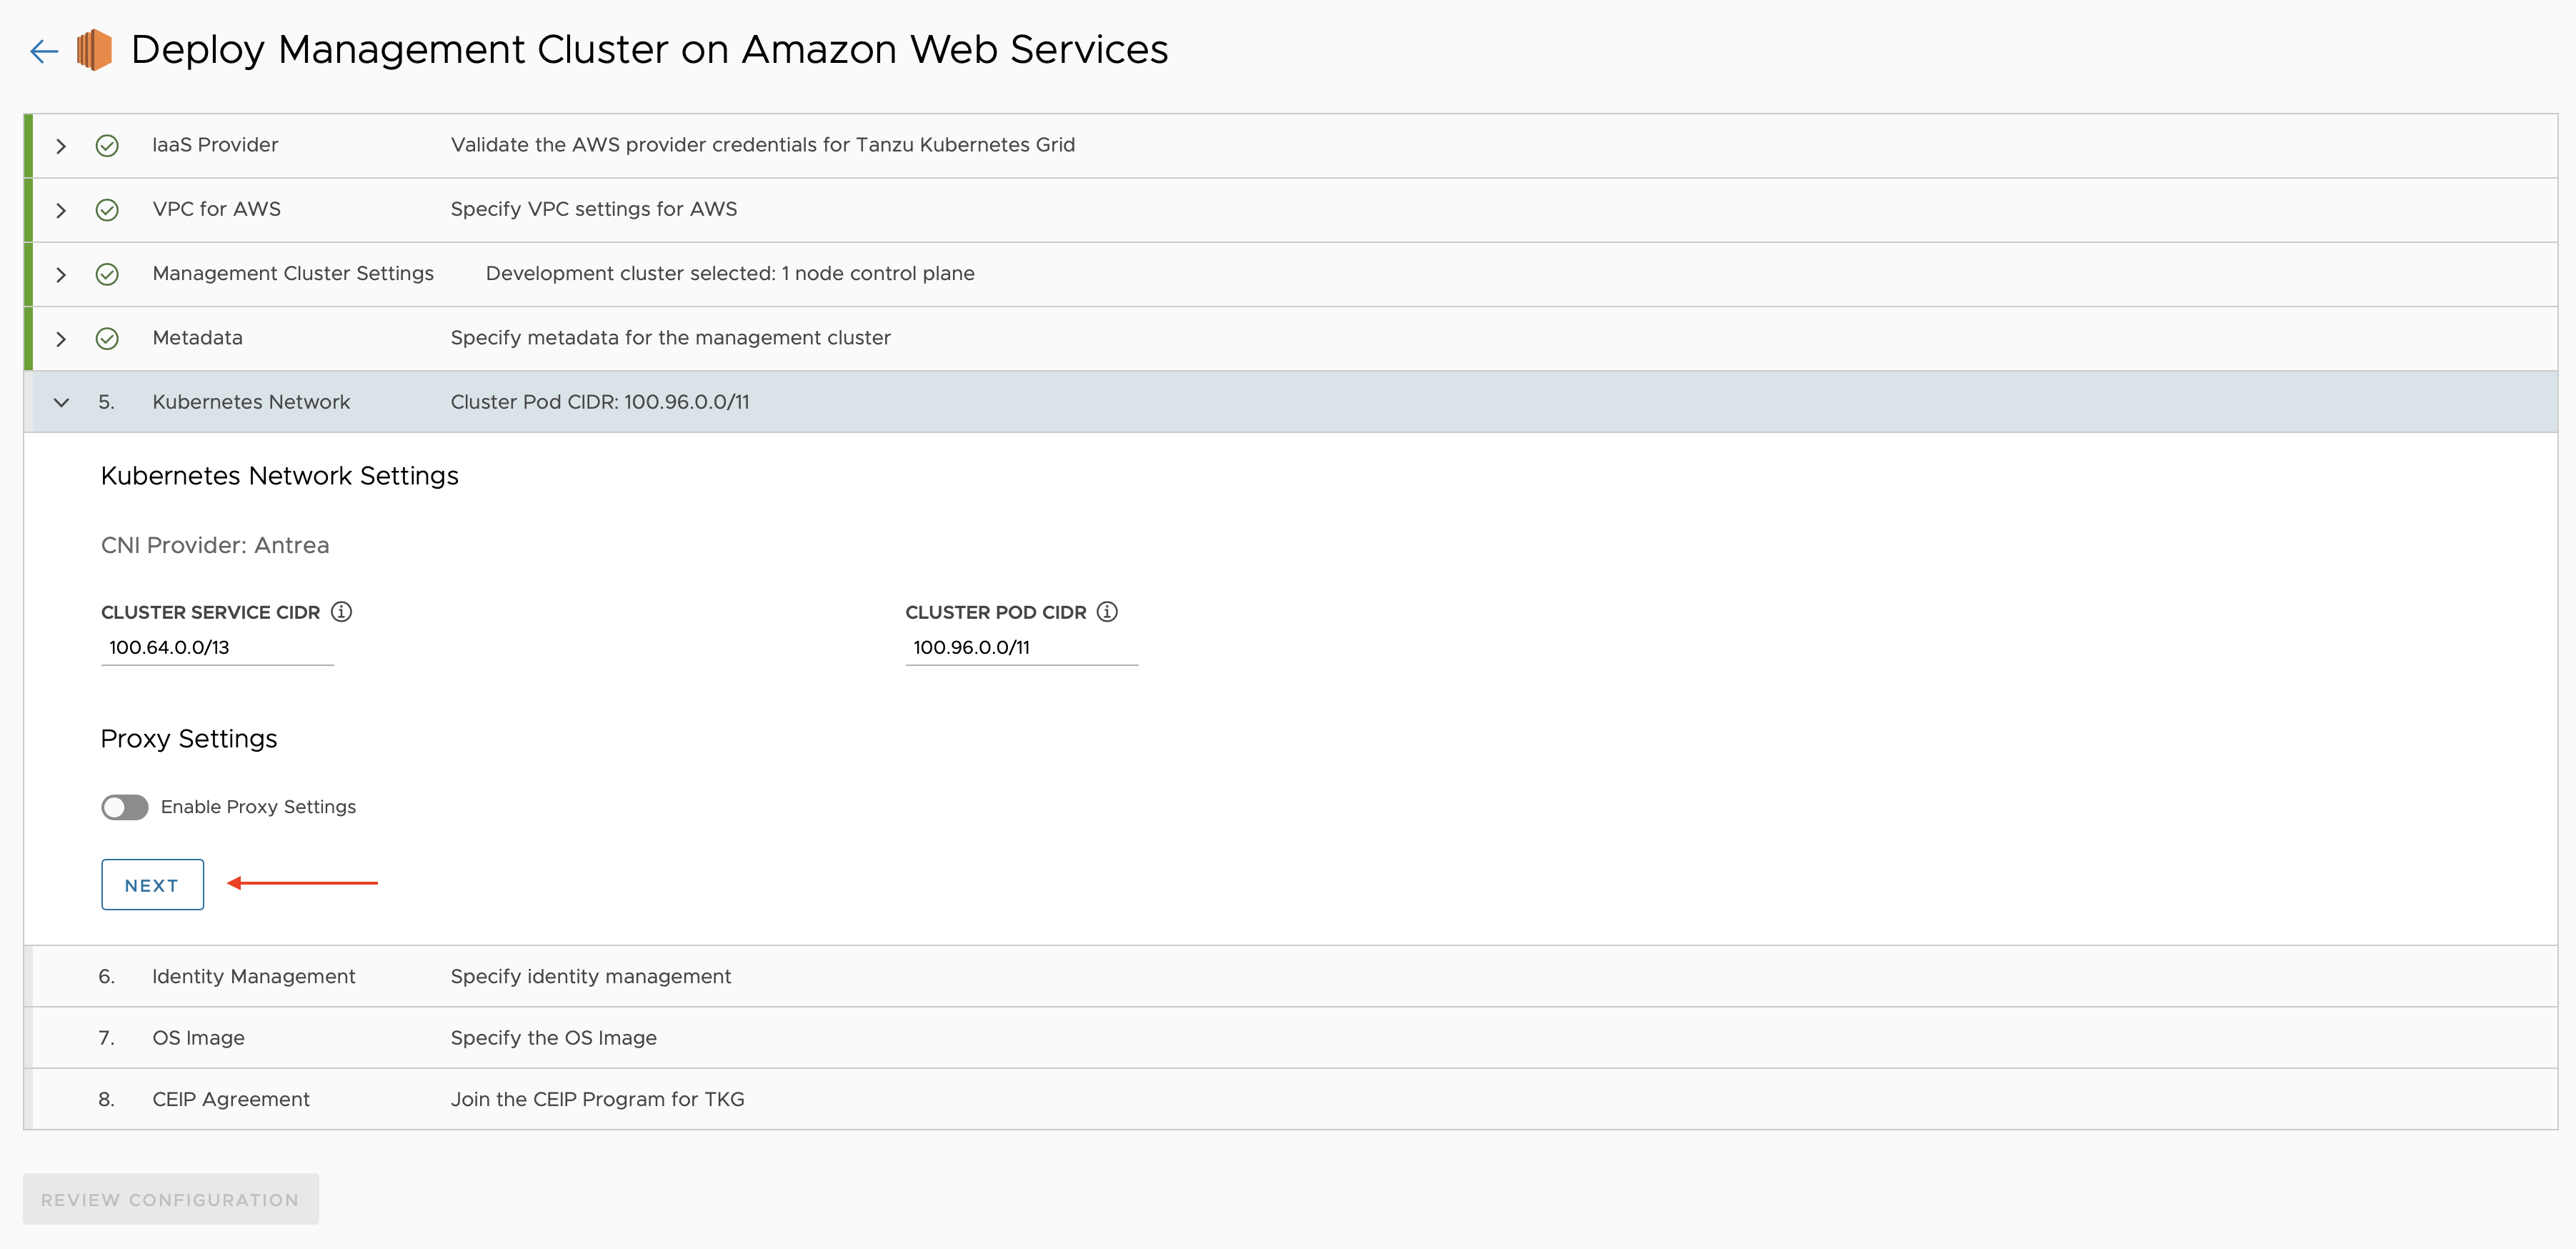 Deploy Management Cluster on Amazon Web Services
IaaS Provider Validate the AWS provider credentials for Tanzu Kubernetes Grid
VPC for AWS Specify VPC settings for AWS
Management Cluster Settings Development cluster selected: 1 node control plane
Metadata Specify metadata for the management cluster
5. Kubernetes Network Cluster Pod CIDR: 100.96.0.0/11
Kubernetes Network Settings
CNI Provider: Antrea
CLUSTER SERVICE CIDR CLUSTER POD CIDR
100.64.0.0/13 100.96.0.0/11
Proxy Settings
Enable Proxy Settings
NEXT
6. Identity Management Specify identity management
7. OS Image Specify the OS Image
8. CEIP Agreement Join the CEIP Program for TKG
REVIEW CONFIGURATION